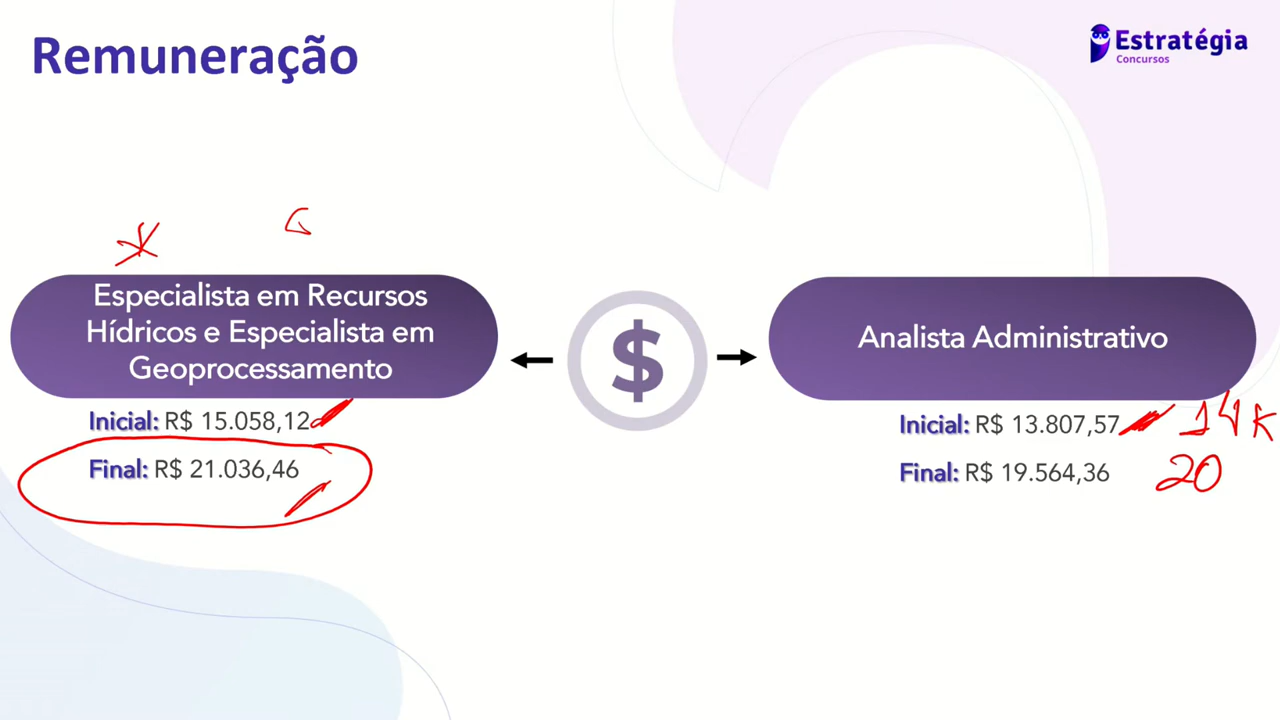 Remuneração
Estratégia
Concursos
Especialista em Recursos
Hídricos e Especialista em
Geoprocessamento
Inicial: R$ 15.058,12
Final: R$ 21.036,46
$
Analista Administrativo
Inicial: R$ 13.807,57
14k
Final: R$ 19.564,36
20